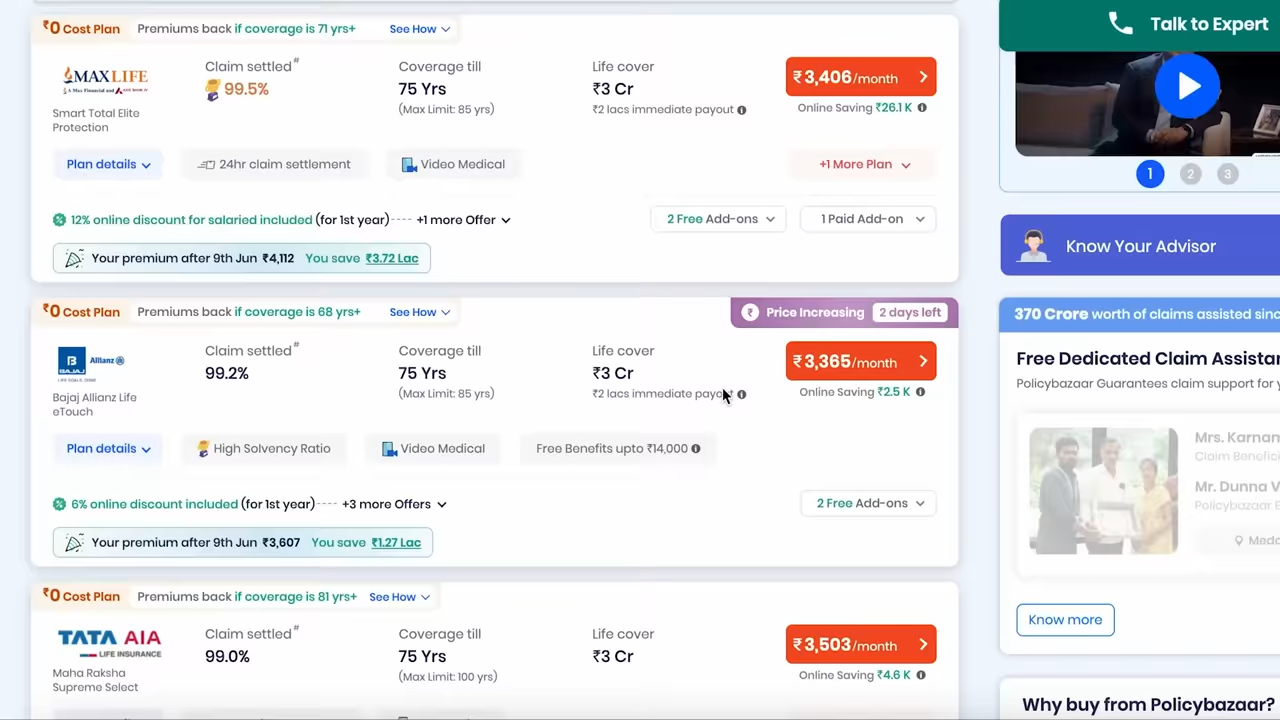 ₹0 Cost Plan Premiums back if coverage is 71 yrs+ See How
MAX LIFE
Smart Total Elite
Protection
Claim settled#
99.5%
Coverage till
75 Yrs
(Max Limit: 85 yrs)
Life cover
₹3 Cr
₹2 lacs immediate payout
₹3,406/month
Online Saving ₹26.1 K
Plan details
24hr claim settlement
Video Medical
+1 More Plan
12% online discount for salaried included (for 1st year)---- +1 more Offer
2 Free Add-ons
1 Paid Add-on
Your premium after 9th Jun ₹4,112 You save ₹3.72 Lac
₹0 Cost Plan Premiums back if coverage is 68 yrs+ See How
Price Increasing 2 days left
B
BAJAJ
Allianz
Bajaj Allianz Life
eTouch
Claim settled#
99.2%
Coverage till
75 Yrs
(Max Limit: 85 yrs)
Life cover
₹3 Cr
₹2 lacs immediate payout
₹3,365/month
Online Saving ₹2.5 K
Plan details
High Solvency Ratio
Video Medical
Free Benefits upto ₹14,000
6% online discount included (for 1st year)---- +3 more Offers
2 Free Add-ons
Your premium after 9th Jun ₹3,607 You save ₹1.27 Lac
₹0 Cost Plan Premiums back if coverage is 81 yrs+ See How
TATA AIA
LIFE INSURANCE
Maha Raksha
Supreme Select
Claim settled#
99.0%
Coverage till
75 Yrs
(Max Limit: 100 yrs)
Life cover
₹3 Cr
₹3,503/month
Online Saving ₹4.6 K
Talk to Expert
1 2 3
Know Your Advisor
370 Crore worth of claims assisted sinc
Free Dedicated Claim Assista
Policybazaar Guarantees claim support for y
Mrs. Karnam
Claim Benefici
Mr. Dunna V
Policybazaar E
Meda
Know more
Why buy from Policybazaar?